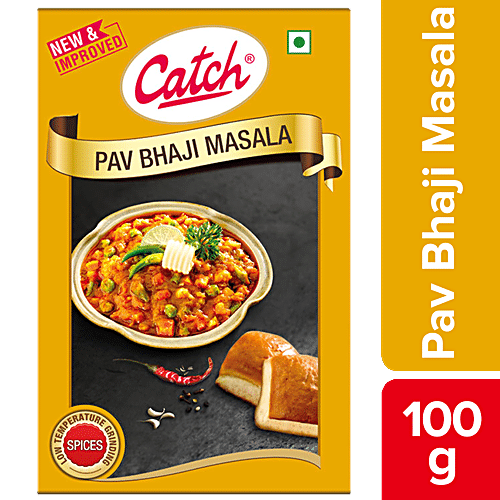 NEW &
IMPROVED
Catch®
PAV BHAJI MASALA
LOW TEMPERATURE GRINDING
SPICES
Pav Bhaji Masala
100
g